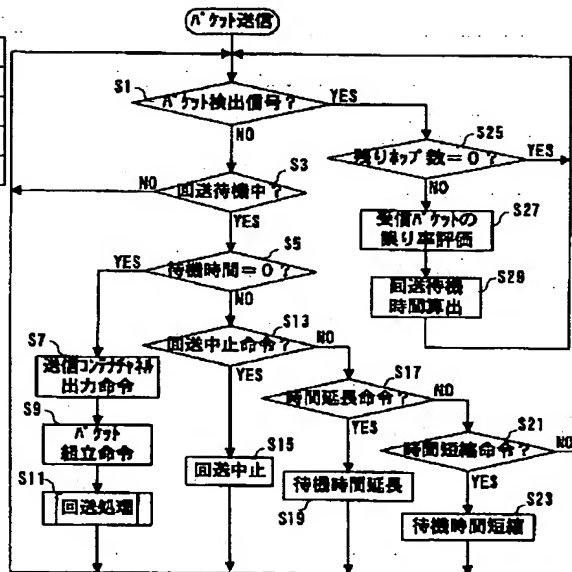 パケット送信
S1
パケット検出信号?
YES
NO
S25
残りホップ数=0?
YES
NO
S3
回送待機中?
NO
YES
S27
受信パケットの
誤り率評価
S5
待機時間=0?
YES
NO
S29
回送待機
時間算出
S13
回送中止命令?
NO
YES
S7
送信コンテナチャネル
出力命令
S17
時間延長命令?
NO
YES
S9
パケット
組立命令
S15
回送中止
S21
時間短縮命令?
NO
YES
S11
回送処理
待機時間延長
S19
S23
待機時間短縮